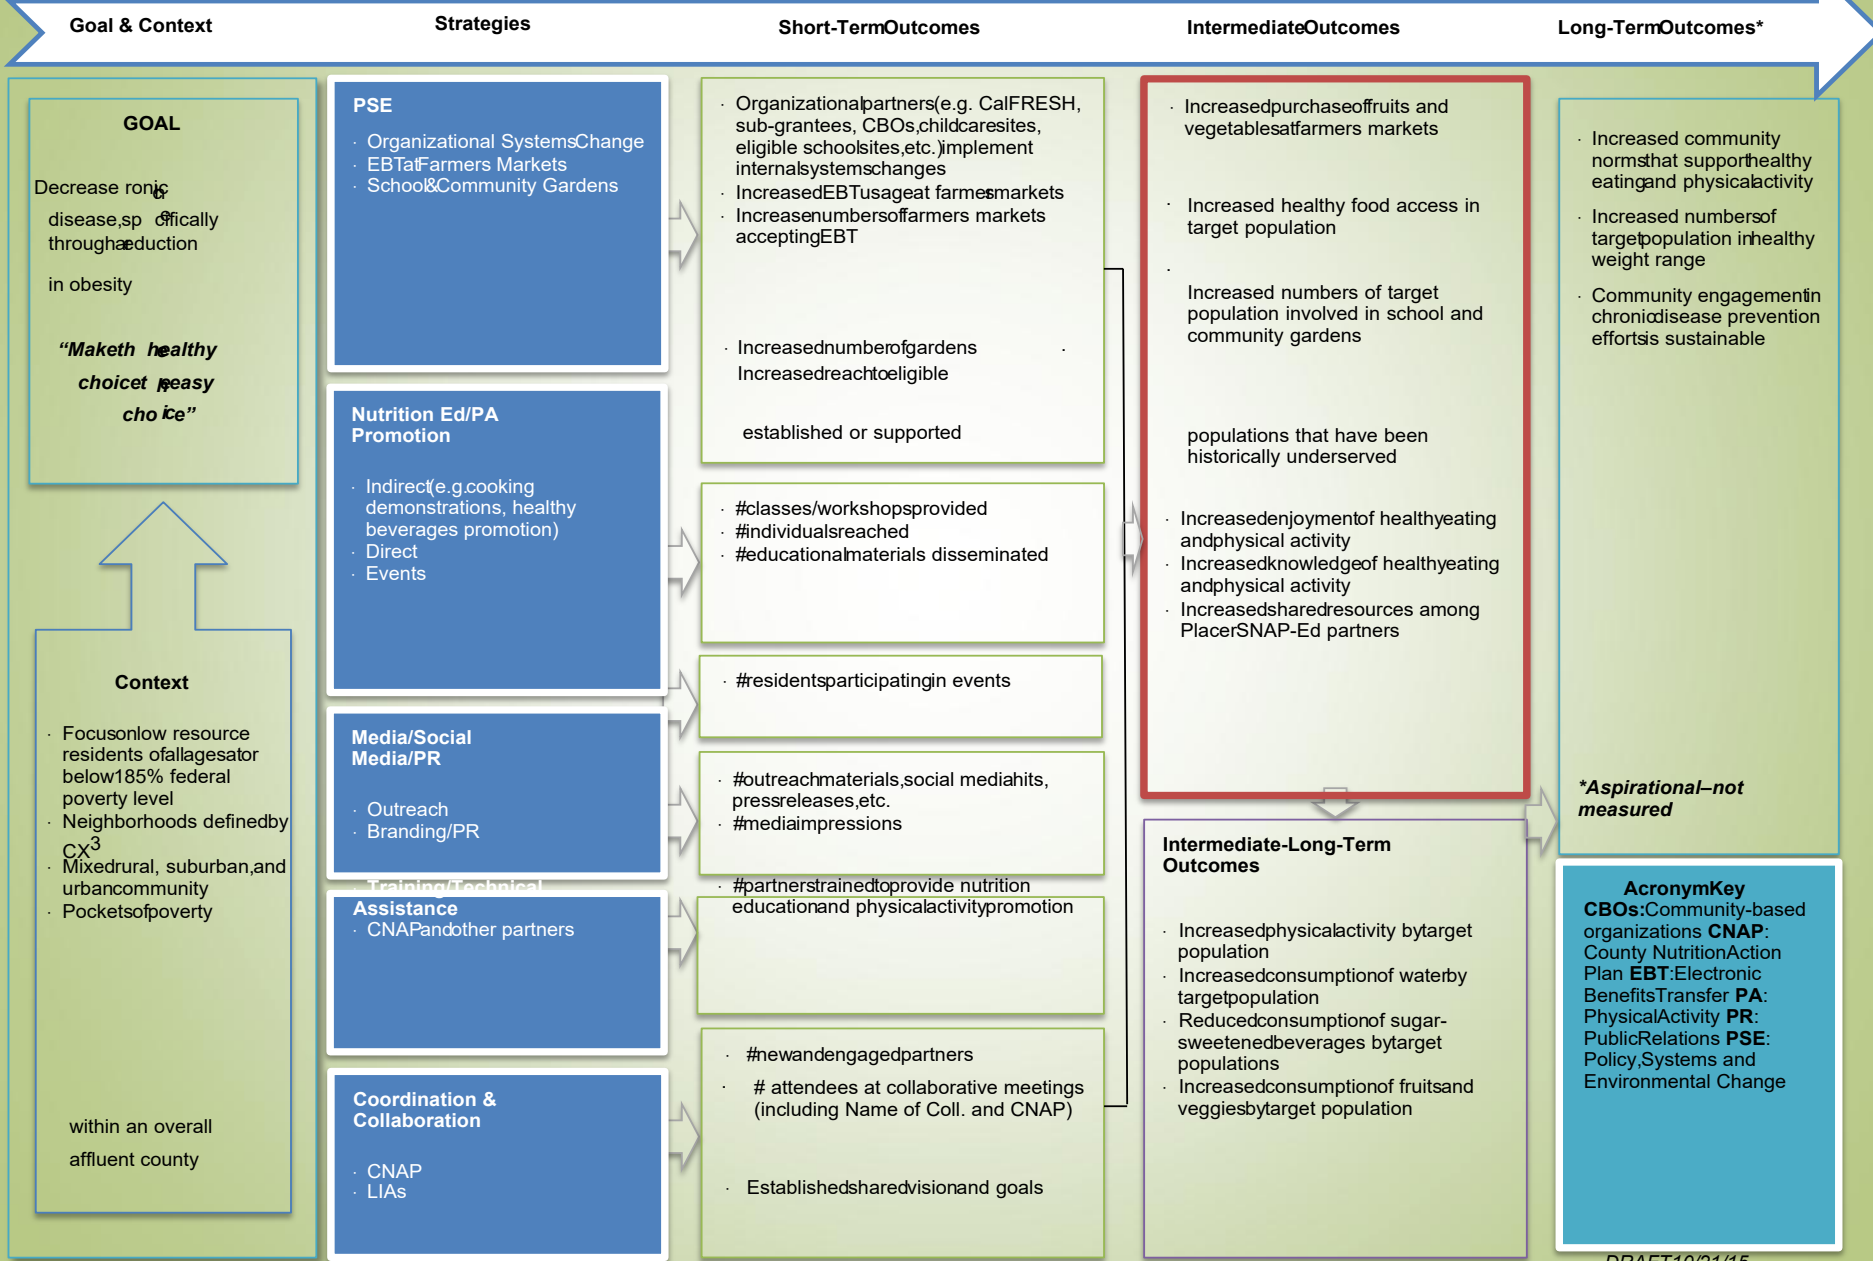 Goal & Context
Strategies
Short-TermOutcomes
IntermediateOutcomes
Long-TermOutcomes*
GOAL
Decrease
disease,sp cifically
througha reduction
in obesity
“Maketh healthy
choicet easy
choice”
Context
· Focusonlow resource
residents ofallagesator
below185% federal
poverty level
· Neighborhoods definedby
CX3
· Mixedrural, suburban,and
urbancommunity
· Pocketsofpoverty
within an overall
affluent county
PSE
· Organizational SystemsChange
· EBTatFarmers Markets
· School&Community Gardens
Nutrition Ed/PA
Promotion
· Indirect(e.g.cooking
demonstrations, healthy
beverages promotion)
· Direct
· Events
Media/Social
Media/PR
· Outreach
· Branding/PR
· Training/Technical
Assistance
· CNAPandother partners
Coordination &
Collaboration
· CNAP
· LIAs
· Organizationalpartners(e.g. CalFRESH,
sub-grantees, CBOs,childcaresites,
eligible schoolsites,etc.)implement
internalsystemschanges
· IncreasedEBTusageat farmersmarkets
· Increasenumbersoffarmers markets
acceptingEBT
· Increasednumberofgardens ·
Increasedreachtoeligible
established or supported
· #classes/workshopsprovided
· #individualsreached
· #educationalmaterials disseminated
· #residentsparticipatingin events
· #outreachmaterials,social mediahits,
pressreleases,etc.
· #mediaimpressions
· #partnerstrainedtoprovide nutrition
educationand physicalactivitypromotion
· #newandengagedpartners
· # attendees at collaborative meetings
(including Name of Coll. and CNAP)
· Establishedsharedvisionand goals
· Increasedpurchaseoffruits and
vegetablesatfarmers markets
· Increased healthy food access in
target population
·
Increased numbers of target
population involved in school and
community gardens
populations that have been
historically underserved
· Increasedenjoymentof healthyeating
andphysical activity
· Increasedknowledgeof healthyeating
andphysical activity
· Increasedsharedresources among
PlacerSNAP-Ed partners
Intermediate-Long-Term
Outcomes
· Increasedphysicalactivity bytarget
population
· Increasedconsumptionof waterby
targetpopulation
· Reducedconsumptionof sugar-
sweetenedbeverages bytarget
populations
· Increasedconsumptionof fruitsand
veggiesbytarget population
· Increased community
normsthat supporthealthy
eatingand physicalactivity
· Increased numbersof
targetpopulation inhealthy
weight range
· Community engagementin
chronicdisease prevention
effortsis sustainable
*Aspirational–not
measured
AcronymKey
CBOs:Community-based
organizations CNAP:
County NutritionAction
Plan EBT:Electronic
BenefitsTransfer PA:
PhysicalActivity PR:
PublicRelations PSE:
Policy,Systems and
Environmental Change
DRAFT10/21/15